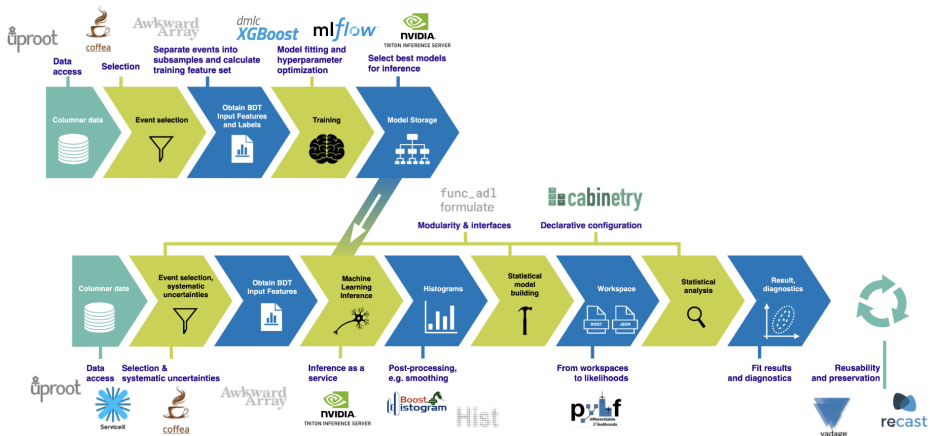 uproot
coffea
Awkward
Array
dmlc
XGBoost
mlflow
NVIDIA.
TRITON INFERENCE SERVER
Data
access
Selection
Separate events into
subsamples and calculate
training feature set
Model fitting and
hyperparameter
optimization
Select best models
for inference
Columnar data
Event selection
Obtain BDT
Input Features
and Labels
Training
Model Storage
func_adl
formulate
cabinetry
Modularity & interfaces
Declarative configuration
Columnar data
Event selection,
systematic
uncertainties
Obtain BDT
Input Features
Machine
Learning
Inference
Histograms
Statistical
model
building
Workspace
ROOT
JSON
Statistical
analysis
Result,
diagnostics
Data
access
Selection &
systematic uncertainties
Inference as a
service
Post-processing,
e.g. smoothing
From workspaces
to likelihoods
Fit results
and diagnostics
Reusability
and preservation
uproot
ServiceX
coffea
Awkward
Array
NVIDIA.
TRITON INFERENCE SERVER
Boost
Histogram
Hist
pyhf
differentiable
likelihoods
yadage
recast